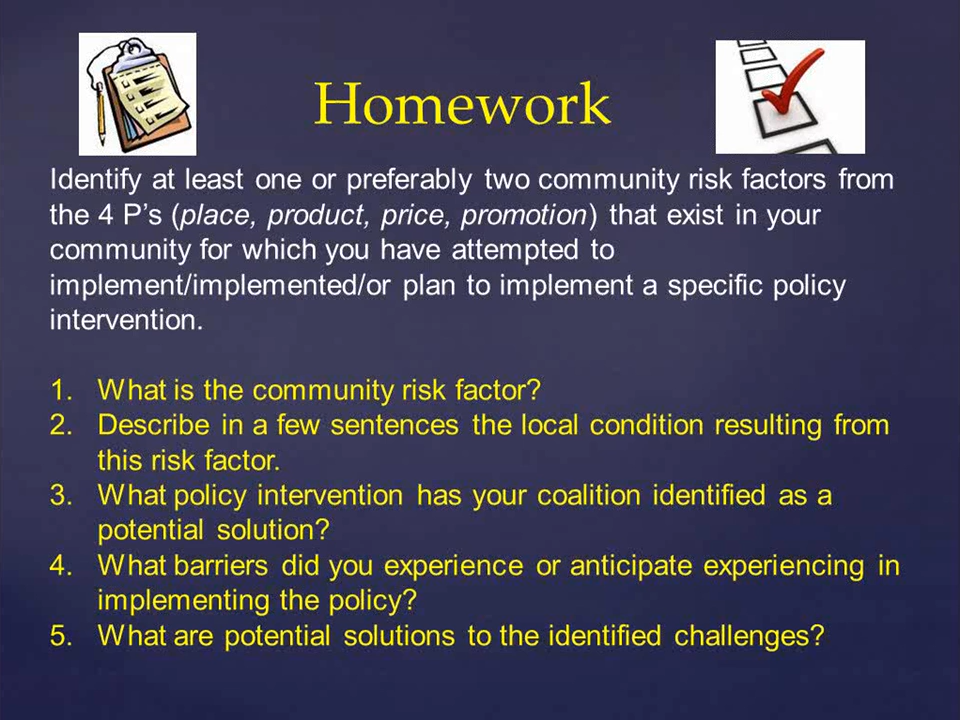 Homework
Identify at least one or preferably two community risk factors from
the 4 P’s (place, product, price, promotion) that exist in your
community for which you have attempted to
implement/implemented/or plan to implement a specific policy
intervention.
1. What is the community risk factor?
2. Describe in a few sentences the local condition resulting from
this risk factor.
3. What policy intervention has your coalition identified as a
potential solution?
4. What barriers did you experience or anticipate experiencing in
implementing the policy?
5. What are potential solutions to the identified challenges?